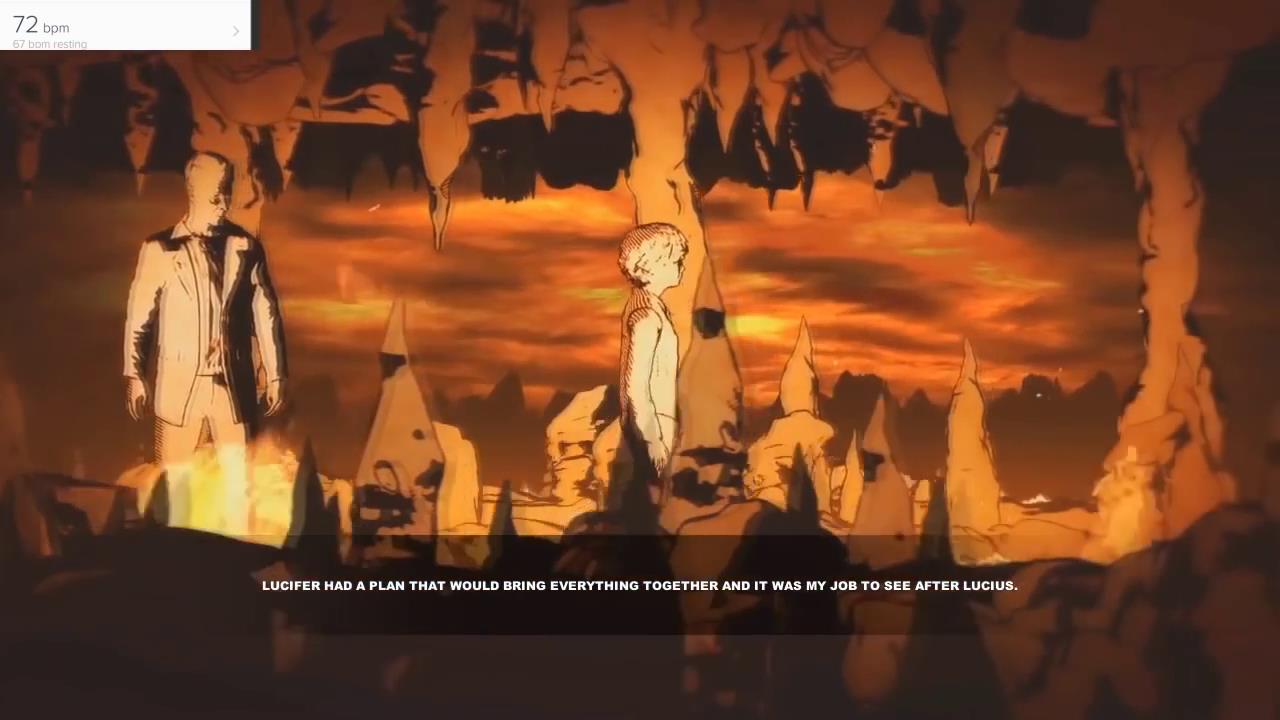 72 bpm
67 bpm resting
LUCIFER HAD A PLAN THAT WOULD BRING EVERYTHING TOGETHER AND IT WAS MY JOB TO SEE AFTER LUCIUS.